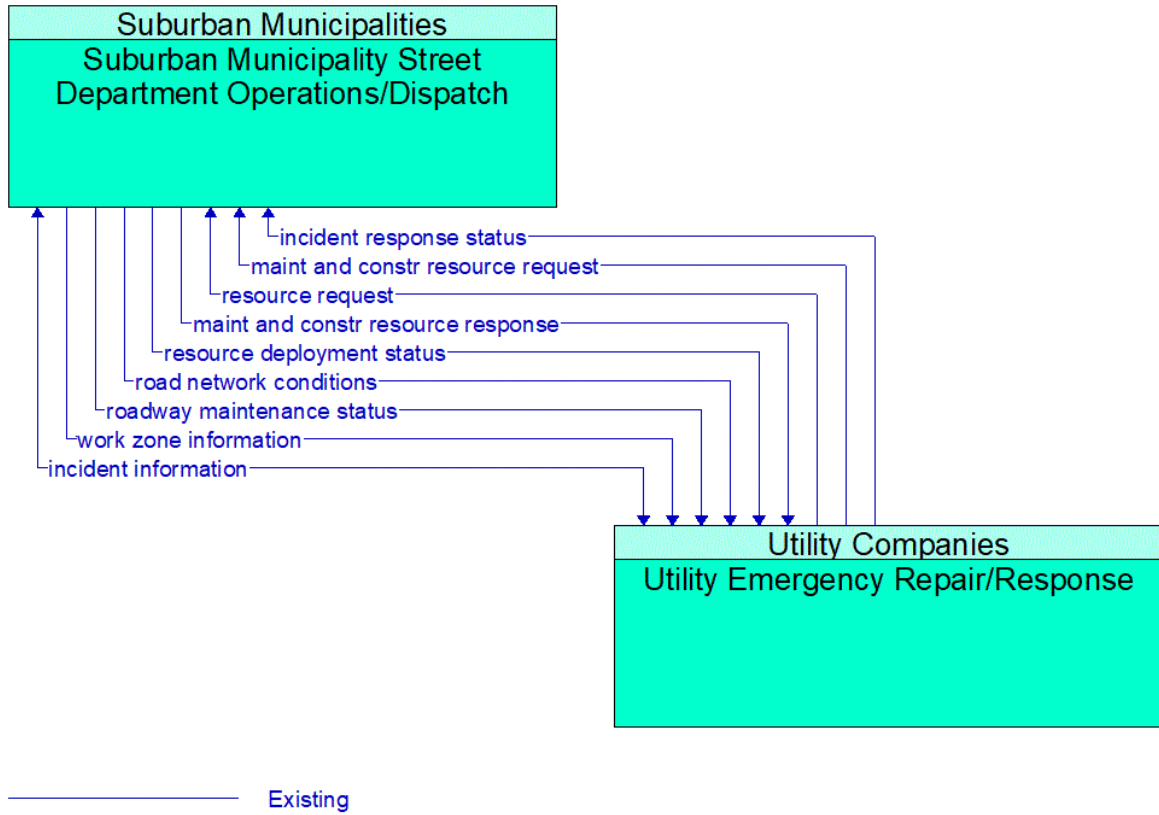 Suburban Municipalities
Suburban Municipality Street
Department Operations/Dispatch
incident response status
maint and constr resource request
resource request
maint and constr resource response
resource deployment status
road network conditions
roadway maintenance status
work zone information
incident information
Utility Companies
Utility Emergency Repair/Response
Existing